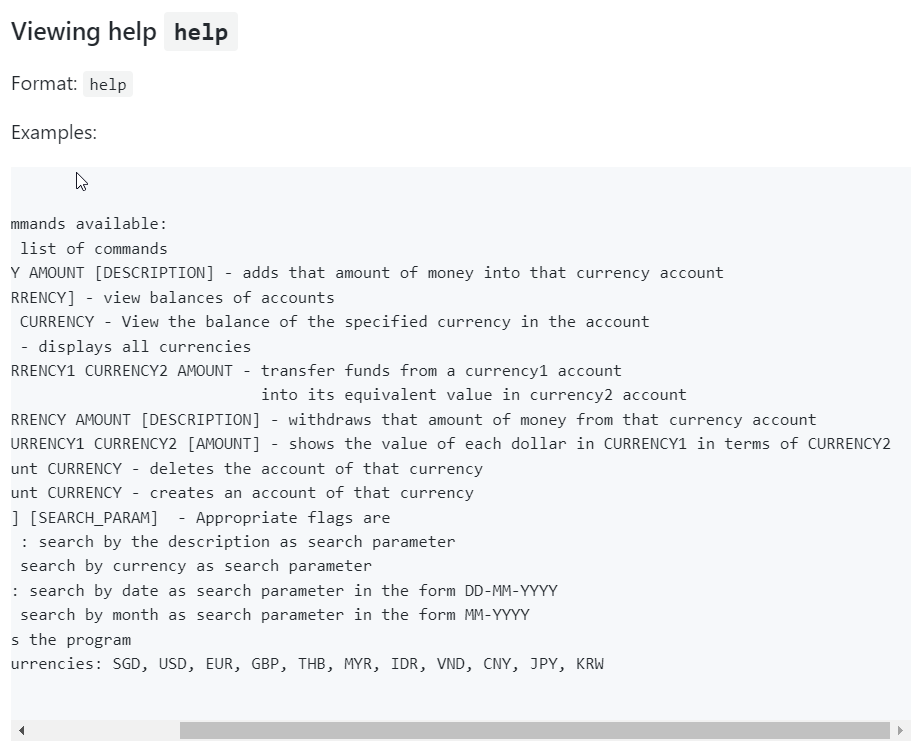 Viewing help help
Format: help
Examples:
mmands available:
list of commands
Y AMOUNT [DESCRIPTION] - adds that amount of money into that currency account
RRENCY] - view balances of accounts
CURRENCY - View the balance of the specified currency in the account
- displays all currencies
RRENCY1 CURRENCY2 AMOUNT - transfer funds from a currency1 account
into its equivalent value in currency2 account
RRENCY AMOUNT [DESCRIPTION] - withdraws that amount of money from that currency account
URRENCY1 CURRENCY2 [AMOUNT] - shows the value of each dollar in CURRENCY1 in terms of CURRENCY2
unt CURRENCY - deletes the account of that currency
unt CURRENCY - creates an account of that currency
] [SEARCH_PARAM]  - Appropriate flags are
: search by the description as search parameter
search by currency as search parameter
: search by date as search parameter in the form DD-MM-YYYY
search by month as search parameter in the form MM-YYYY
s the program
urrencies: SGD, USD, EUR, GBP, THB, MYR, IDR, VND, CNY, JPY, KRW